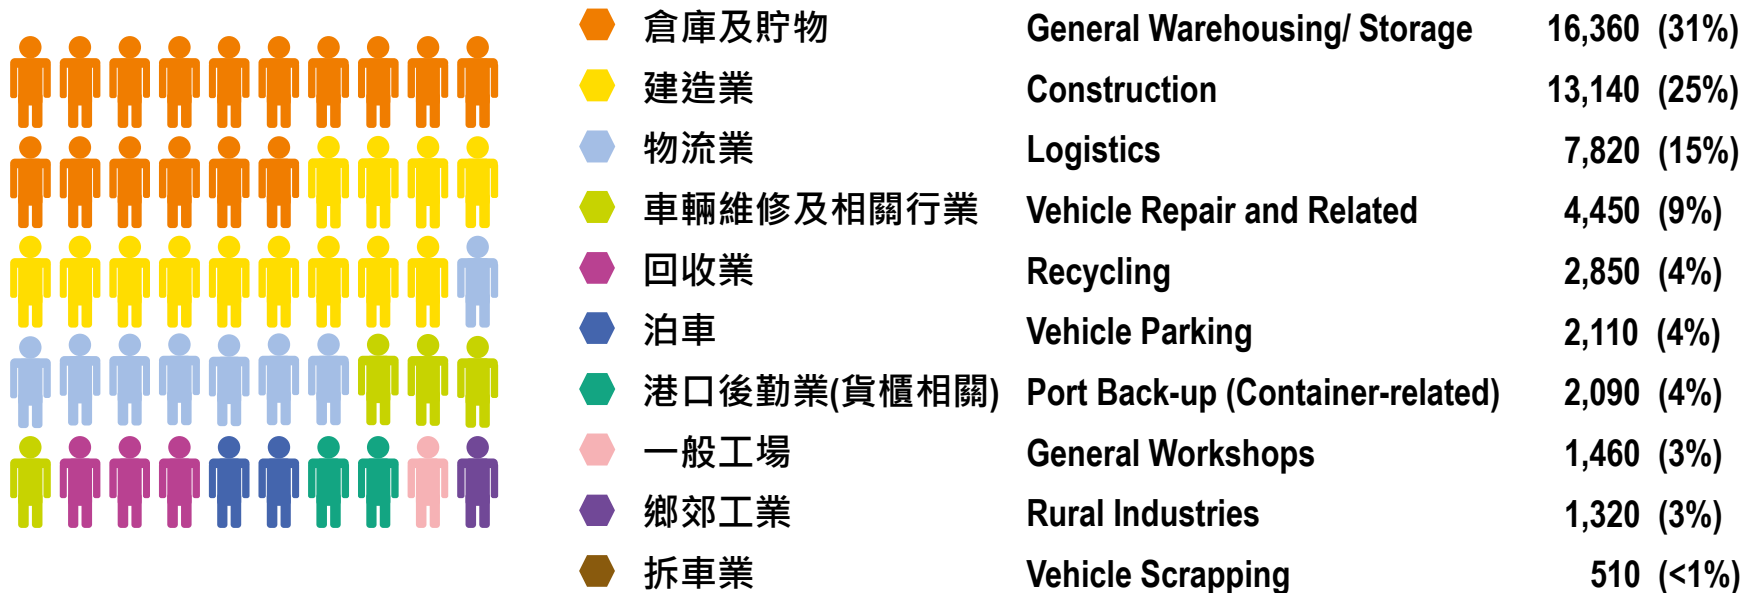 倉庫及貯物 General Warehousing/ Storage 16,360 (31%)
建造業 Construction 13,140 (25%)
物流業 Logistics 7,820 (15%)
車輛維修及相關行業 Vehicle Repair and Related 4,450 (9%)
回收業 Recycling 2,850 (4%)
泊車 Vehicle Parking 2,110 (4%)
港口後勤業(貨櫃相關) Port Back-up (Container-related) 2,090 (4%)
一般工場 General Workshops 1,460 (3%)
鄉郊工業 Rural Industries 1,320 (3%)
拆車業 Vehicle Scrapping 510 (<1%)